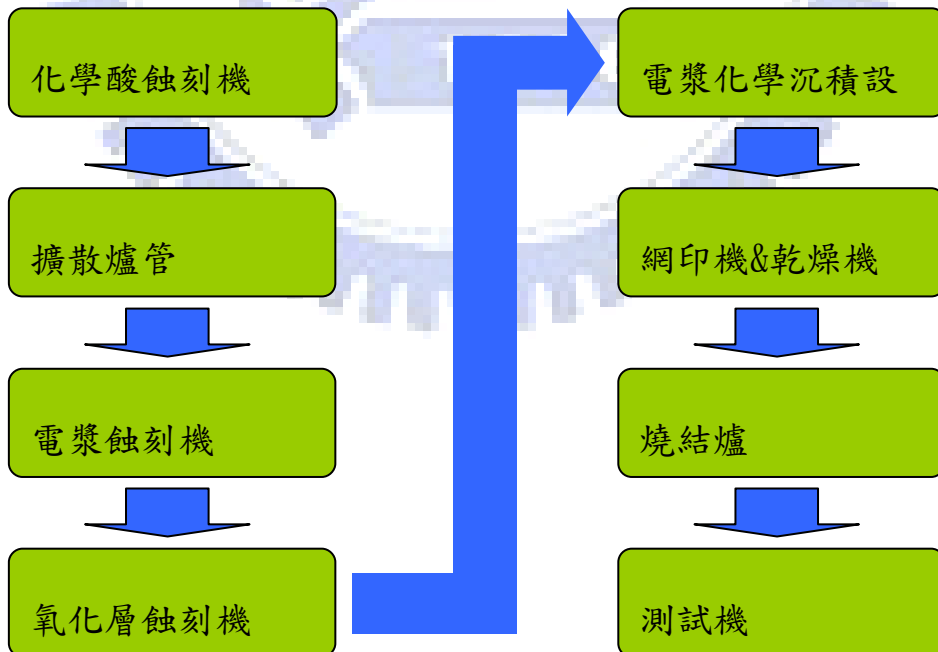 化學酸蝕刻機
擴散爐管
電漿蝕刻機
氧化層蝕刻機
電漿化學沉積設
網印機&乾燥機
燒結爐
測試機